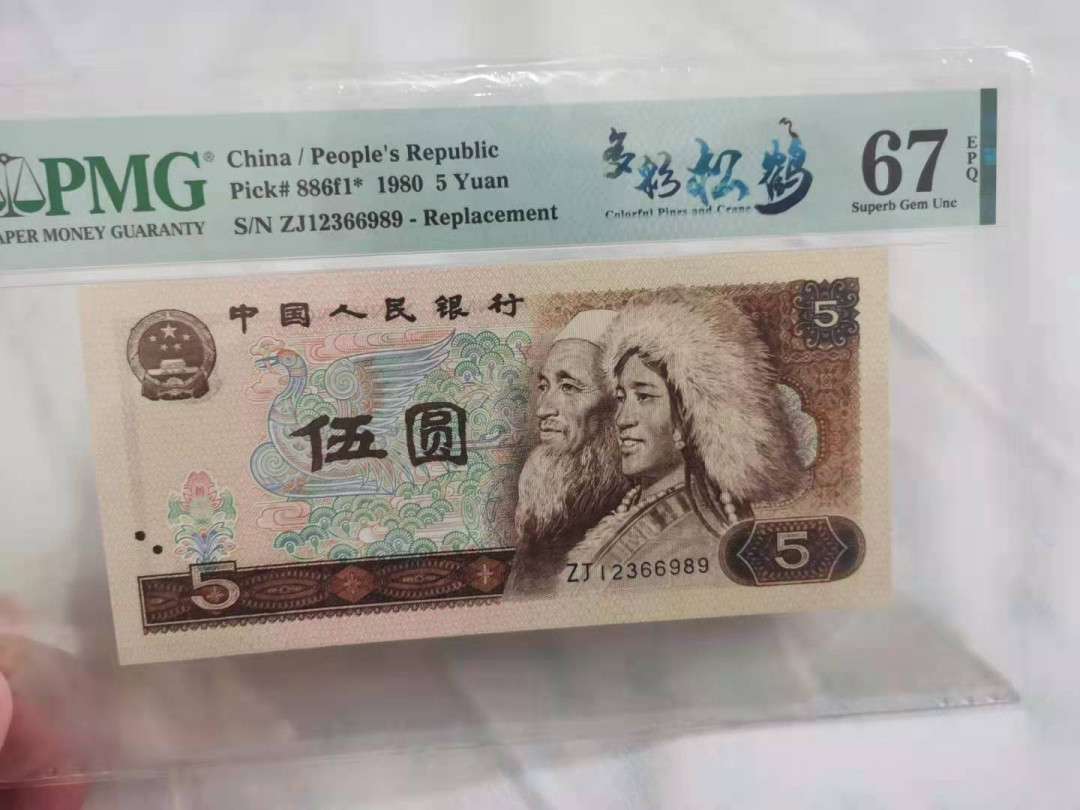 PMG®
APER MONEY GUARANTY
China / People's Republic
Pick# 886f1* 1980 5 Yuan
S/N ZJ12366989 - Replacement
多彩松鹤
Colorful Pines and Crane
67
EPQ
Superb Gem Unc
中国人民银行
5
伍圆
5
ZJ12366989
5